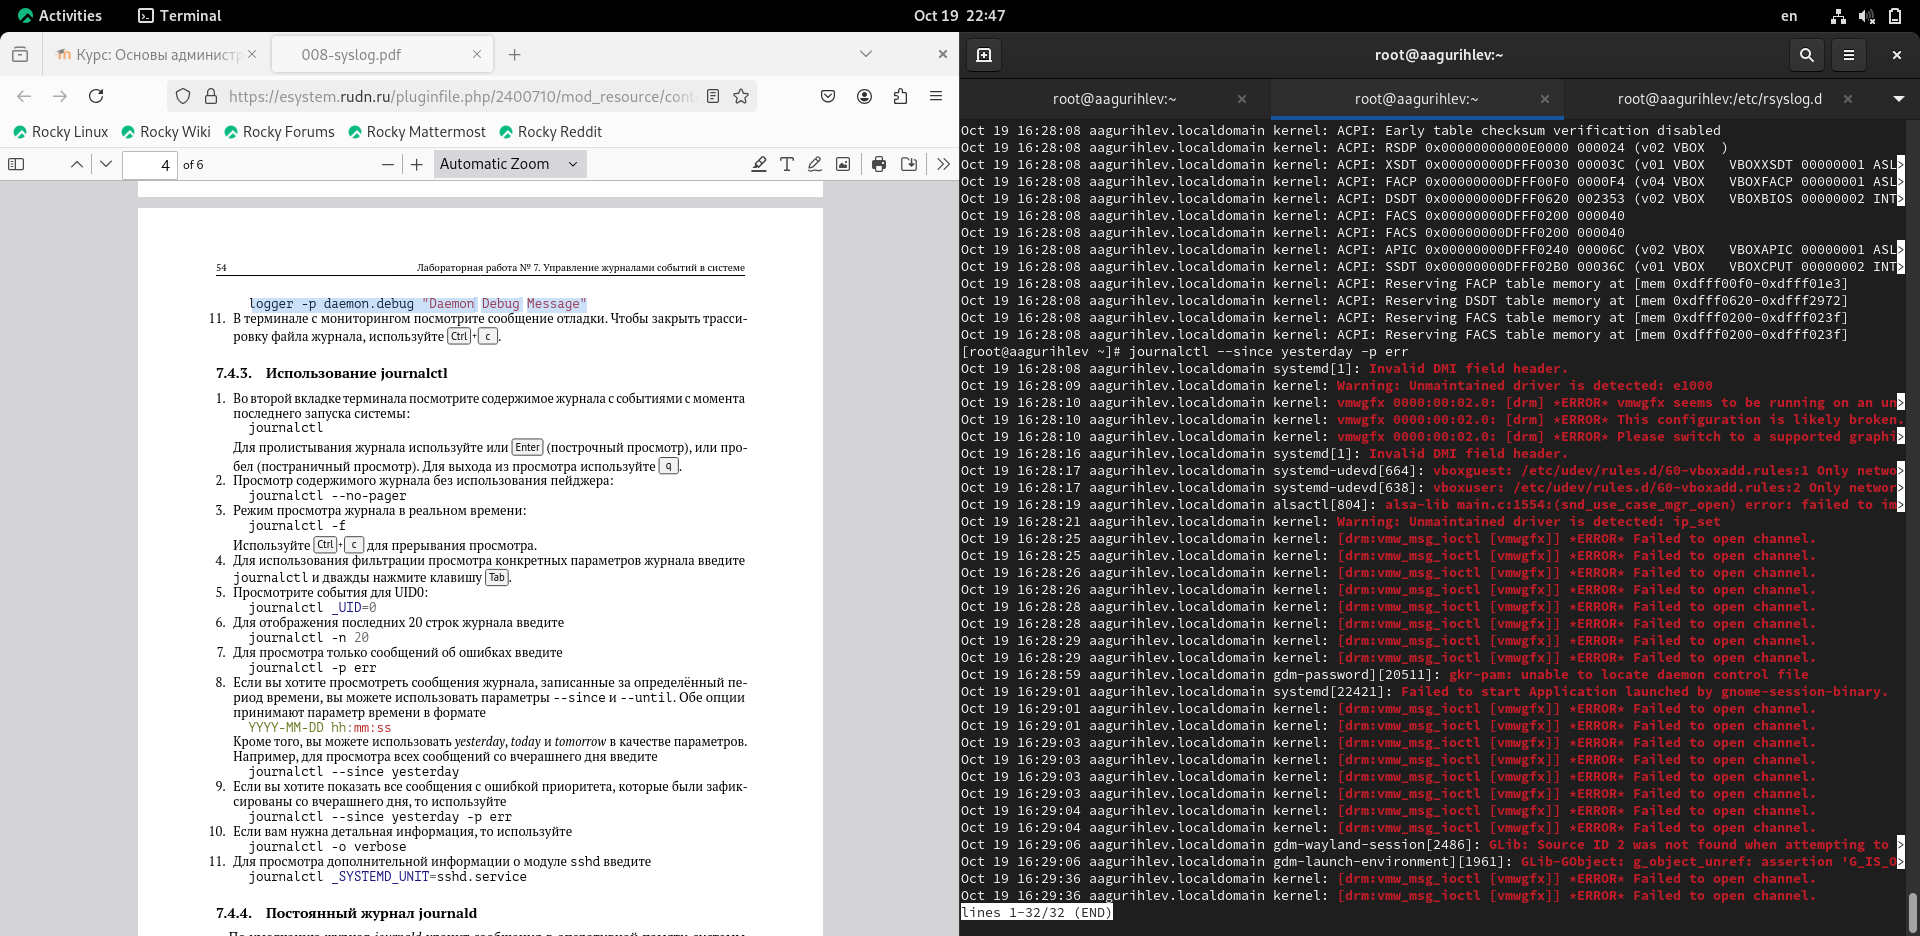 Activities
Terminal
Oct 19 22:47
en
Курс: Основы администр
008-syslog.pdf
https://esystem.rudn.ru/pluginfile.php/2400710/mod_resource/cont
Rocky Linux
Rocky Wiki
Rocky Forums
Rocky Mattermost
Rocky Reddit
4
of 6
Automatic Zoom
54
Лабораторная работа № 7. Управление журналами событий в системе
logger -p daemon.debug "Daemon Debug Message"
11. В терминале с мониторингом посмотрите сообщение отладки. Чтобы закрыть трасси-
ровку файла журнала, используйте Ctrl + c .
7.4.3. Использование journalctl
1. Во второй вкладке терминала посмотрите содержимое журнала с событиями с момента
последнего запуска системы:
journalctl
Для пролистывания журнала используйте или Enter (построчный просмотр), или про-
бел (постраничный просмотр). Для выхода из просмотра используйте q .
2. Просмотр содержимого журнала без использования пейджера:
journalctl --no-pager
3. Режим просмотра журнала в реальном времени:
journalctl -f
Используйте Ctrl + c для прерывания просмотра.
4. Для использования фильтрации просмотра конкретных параметров журнала введите
journalctl и дважды нажмите клавишу Tab .
5. Просмотрите события для UID0:
journalctl _UID=0
6. Для отображения последних 20 строк журнала введите
journalctl -n 20
7. Для просмотра только сообщений об ошибках введите
journalctl -p err
8. Если вы хотите просмотреть сообщения журнала, записанные за определённый пе-
риод времени, вы можете использовать параметры --since и --until. Обе опции
принимают параметр времени в формате
YYYY-MM-DD hh:mm:ss
Кроме того, вы можете использовать yesterday, today и tomorrow в качестве параметров.
Например, для просмотра всех сообщений со вчерашнего дня введите
journalctl --since yesterday
9. Если вы хотите показать все сообщения с ошибкой приоритета, которые были зафик-
сированы со вчерашнего дня, то используйте
journalctl --since yesterday -p err
10. Если вам нужна детальная информация, то используйте
journalctl -o verbose
11. Для просмотра дополнительной информации о модуле sshd введите
journalctl _SYSTEMD_UNIT=sshd.service
7.4.4. Постоянный журнал journald
root@aagurihlev:~
root@aagurihlev:~
root@aagurihlev:~
root@aagurihlev:/etc/rsyslog.d
Oct 19 16:28:08 aagurihlev.localdomain kernel: ACPI: Early table checksum verification disabled
Oct 19 16:28:08 aagurihlev.localdomain kernel: ACPI: RSDP 0x00000000000E0000 000024 (v02 VBOX  )
Oct 19 16:28:08 aagurihlev.localdomain kernel: ACPI: XSDT 0x00000000DFFF0030 00003C (v01 VBOX   VBOXXSDT 00000001 ASL>
Oct 19 16:28:08 aagurihlev.localdomain kernel: ACPI: FACP 0x00000000DFFF00F0 0000F4 (v04 VBOX   VBOXFACP 00000001 ASL>
Oct 19 16:28:08 aagurihlev.localdomain kernel: ACPI: DSDT 0x00000000DFFF0620 002353 (v02 VBOX   VBOXBIOS 00000002 INT>
Oct 19 16:28:08 aagurihlev.localdomain kernel: ACPI: FACS 0x00000000DFFF0200 000040
Oct 19 16:28:08 aagurihlev.localdomain kernel: ACPI: FACS 0x00000000DFFF0200 000040
Oct 19 16:28:08 aagurihlev.localdomain kernel: ACPI: APIC 0x00000000DFFF0240 00006C (v02 VBOX   VBOXAPIC 00000001 ASL>
Oct 19 16:28:08 aagurihlev.localdomain kernel: ACPI: SSDT 0x00000000DFFF02B0 00036C (v01 VBOX   VBOXCPUT 00000002 INT>
Oct 19 16:28:08 aagurihlev.localdomain kernel: ACPI: Reserving FACP table memory at [mem 0xdfff00f0-0xdfff01e3]
Oct 19 16:28:08 aagurihlev.localdomain kernel: ACPI: Reserving DSDT table memory at [mem 0xdfff0620-0xdfff2972]
Oct 19 16:28:08 aagurihlev.localdomain kernel: ACPI: Reserving FACS table memory at [mem 0xdfff0200-0xdfff023f]
Oct 19 16:28:08 aagurihlev.localdomain kernel: ACPI: Reserving FACS table memory at [mem 0xdfff0200-0xdfff023f]
[root@aagurihlev ~]# journalctl --since yesterday -p err
Oct 19 16:28:08 aagurihlev.localdomain systemd[1]: Invalid DMI field header.
Oct 19 16:28:09 aagurihlev.localdomain kernel: Warning: Unmaintained driver is detected: e1000
Oct 19 16:28:10 aagurihlev.localdomain kernel: vmwgfx 0000:00:02.0: [drm] *ERROR* vmwgfx seems to be running on an un>
Oct 19 16:28:10 aagurihlev.localdomain kernel: vmwgfx 0000:00:02.0: [drm] *ERROR* This configuration is likely broken.
Oct 19 16:28:10 aagurihlev.localdomain kernel: vmwgfx 0000:00:02.0: [drm] *ERROR* Please switch to a supported graphi>
Oct 19 16:28:16 aagurihlev.localdomain systemd[1]: Invalid DMI field header.
Oct 19 16:28:17 aagurihlev.localdomain systemd-udevd[664]: vboxguest: /etc/udev/rules.d/60-vboxadd.rules:1 Only netwo>
Oct 19 16:28:17 aagurihlev.localdomain systemd-udevd[638]: vboxuser: /etc/udev/rules.d/60-vboxadd.rules:2 Only networ>
Oct 19 16:28:19 aagurihlev.localdomain alsactl[804]: alsa-lib main.c:1554:(snd_use_case_mgr_open) error: failed to im>
Oct 19 16:28:21 aagurihlev.localdomain kernel: Warning: Unmaintained driver is detected: ip_set
Oct 19 16:28:25 aagurihlev.localdomain kernel: [drm:vmw_msg_ioctl [vmwgfx]] *ERROR* Failed to open channel.
Oct 19 16:28:25 aagurihlev.localdomain kernel: [drm:vmw_msg_ioctl [vmwgfx]] *ERROR* Failed to open channel.
Oct 19 16:28:26 aagurihlev.localdomain kernel: [drm:vmw_msg_ioctl [vmwgfx]] *ERROR* Failed to open channel.
Oct 19 16:28:26 aagurihlev.localdomain kernel: [drm:vmw_msg_ioctl [vmwgfx]] *ERROR* Failed to open channel.
Oct 19 16:28:28 aagurihlev.localdomain kernel: [drm:vmw_msg_ioctl [vmwgfx]] *ERROR* Failed to open channel.
Oct 19 16:28:28 aagurihlev.localdomain kernel: [drm:vmw_msg_ioctl [vmwgfx]] *ERROR* Failed to open channel.
Oct 19 16:28:29 aagurihlev.localdomain kernel: [drm:vmw_msg_ioctl [vmwgfx]] *ERROR* Failed to open channel.
Oct 19 16:28:29 aagurihlev.localdomain kernel: [drm:vmw_msg_ioctl [vmwgfx]] *ERROR* Failed to open channel.
Oct 19 16:28:59 aagurihlev.localdomain gdm-password][20511]: gkr-pam: unable to locate daemon control file
Oct 19 16:29:01 aagurihlev.localdomain systemd[22421]: Failed to start Application launched by gnome-session-binary.
Oct 19 16:29:01 aagurihlev.localdomain kernel: [drm:vmw_msg_ioctl [vmwgfx]] *ERROR* Failed to open channel.
Oct 19 16:29:01 aagurihlev.localdomain kernel: [drm:vmw_msg_ioctl [vmwgfx]] *ERROR* Failed to open channel.
Oct 19 16:29:03 aagurihlev.localdomain kernel: [drm:vmw_msg_ioctl [vmwgfx]] *ERROR* Failed to open channel.
Oct 19 16:29:03 aagurihlev.localdomain kernel: [drm:vmw_msg_ioctl [vmwgfx]] *ERROR* Failed to open channel.
Oct 19 16:29:03 aagurihlev.localdomain kernel: [drm:vmw_msg_ioctl [vmwgfx]] *ERROR* Failed to open channel.
Oct 19 16:29:03 aagurihlev.localdomain kernel: [drm:vmw_msg_ioctl [vmwgfx]] *ERROR* Failed to open channel.
Oct 19 16:29:04 aagurihlev.localdomain kernel: [drm:vmw_msg_ioctl [vmwgfx]] *ERROR* Failed to open channel.
Oct 19 16:29:04 aagurihlev.localdomain kernel: [drm:vmw_msg_ioctl [vmwgfx]] *ERROR* Failed to open channel.
Oct 19 16:29:06 aagurihlev.localdomain gdm-wayland-session[2486]: GLib: Source ID 2 was not found when attempting to >
Oct 19 16:29:06 aagurihlev.localdomain gdm-launch-environment][1961]: GLib-GObject: g_object_unref: assertion 'G_IS_O>
Oct 19 16:29:36 aagurihlev.localdomain kernel: [drm:vmw_msg_ioctl [vmwgfx]] *ERROR* Failed to open channel.
Oct 19 16:29:36 aagurihlev.localdomain kernel: [drm:vmw_msg_ioctl [vmwgfx]] *ERROR* Failed to open channel.
lines 1-32/32 (END)